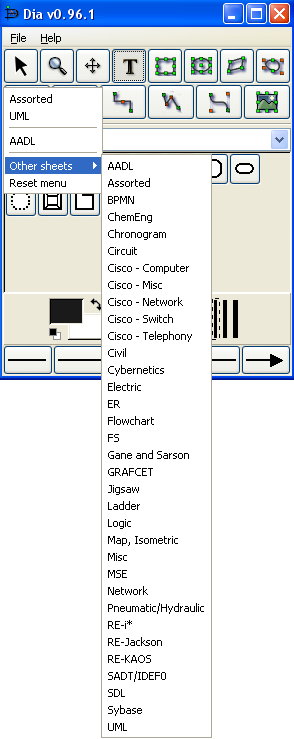 Dia v0.96.1
File Help
T
Assorted
UML
AADL
Other sheets
Reset menu
AADL
Assorted
BPMN
ChemEng
Chronogram
Circuit
Cisco - Computer
Cisco - Misc
Cisco - Network
Cisco - Switch
Cisco - Telephony
Civil
Cybernetics
Electric
ER
Flowchart
FS
Gane and Sarson
GRAFCET
Jigsaw
Ladder
Logic
Map, Isometric
Misc
MSE
Network
Pneumatic/Hydraulic
RE-i*
RE-Jackson
RE-KAOS
SADT/IDEF0
SDL
Sybase
UML